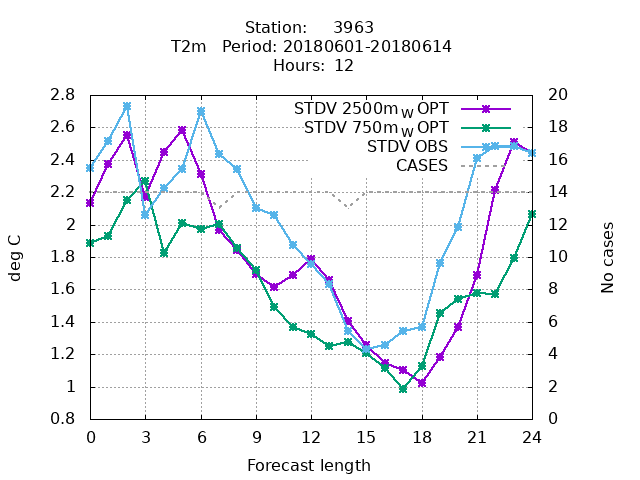 Station: 3963
T2m Period: 20180601-20180614
Hours: 12
STDV 2500m_W OPT
STDV 750m_W OPT
STDV OBS
CASES
deg C
No cases
2.8
2.6
2.4
2.2
2
1.8
1.6
1.4
1.2
1
0.8
20
18
16
14
12
10
8
6
4
2
0
0 3 6 9 12 15 18 21 24
Forecast length